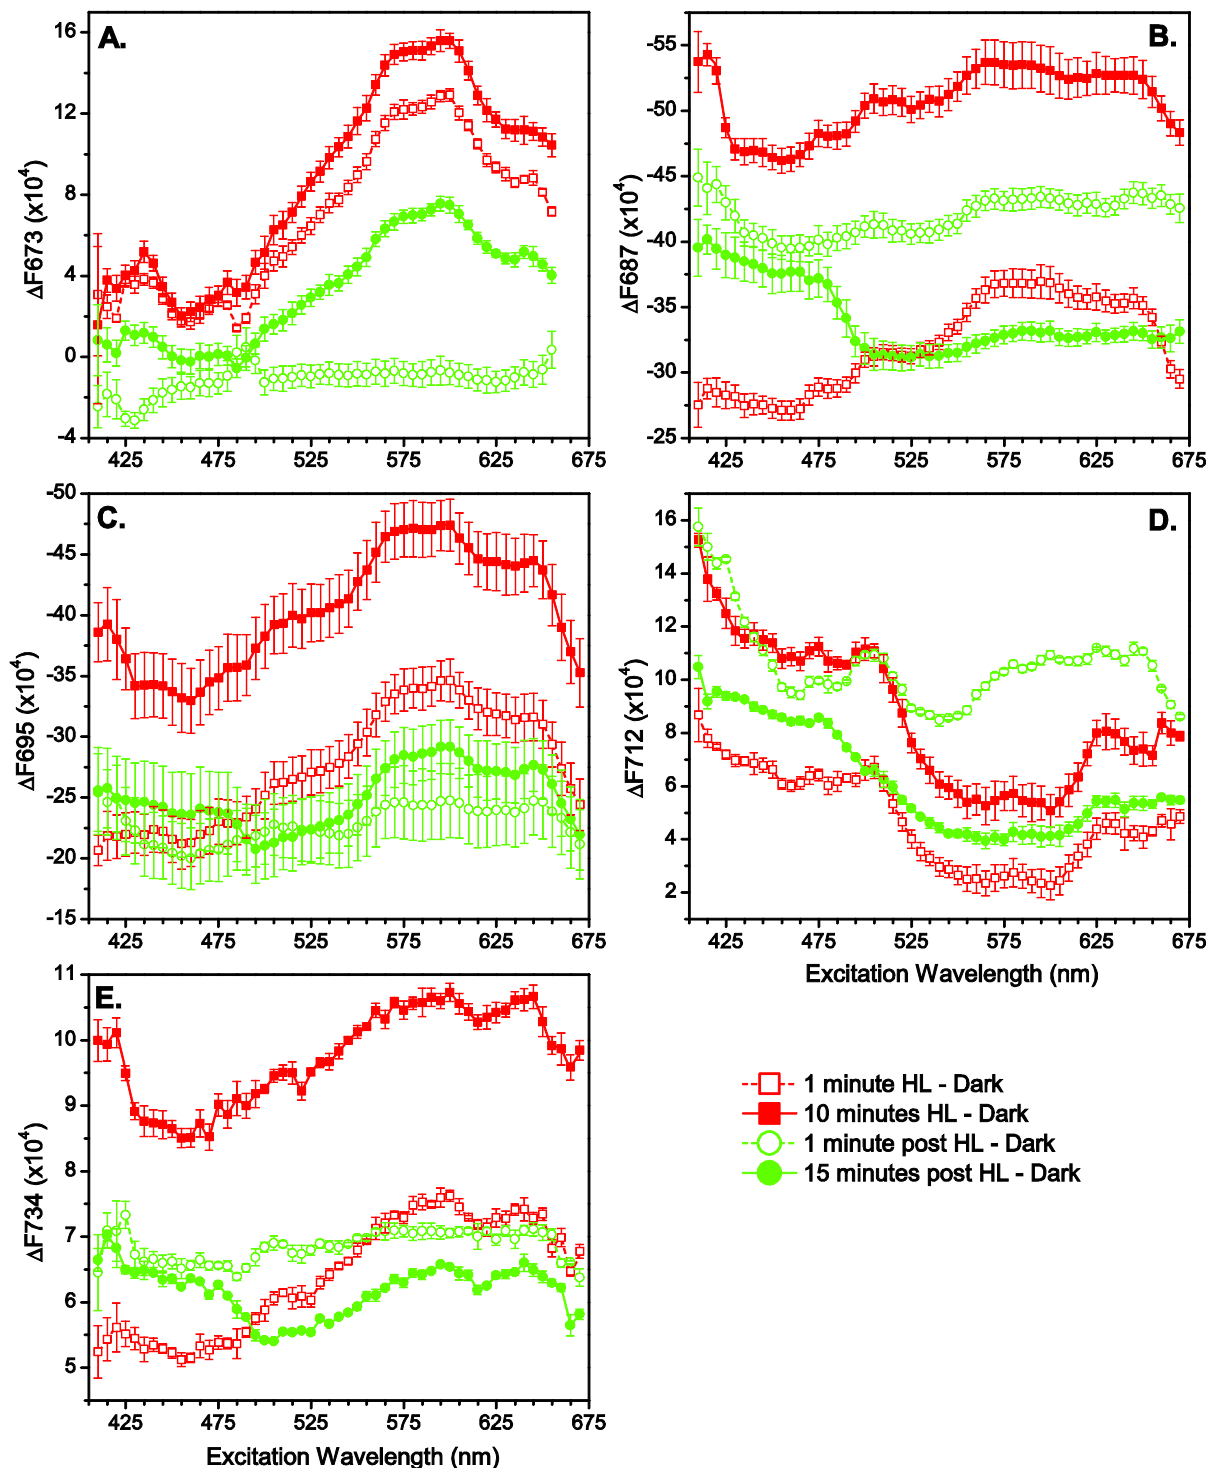 A.
ΔF673 (x10⁴)
16
12
8
4
0
-4
425 475 525 575 625 675
B.
ΔF687 (x10⁴)
-55
-50
-45
-40
-35
-30
-25
425 475 525 575 625 675
C.
ΔF695 (x10⁴)
-50
-45
-40
-35
-30
-25
-20
-15
425 475 525 575 625 675
D.
ΔF712 (x10⁴)
16
14
12
10
8
6
4
2
425 475 525 575 625 675
Excitation Wavelength (nm)
E.
ΔF734 (x10⁴)
11
10
9
8
7
6
5
425 475 525 575 625 675
Excitation Wavelength (nm)
1 minute HL - Dark
10 minutes HL - Dark
1 minute post HL - Dark
15 minutes post HL - Dark